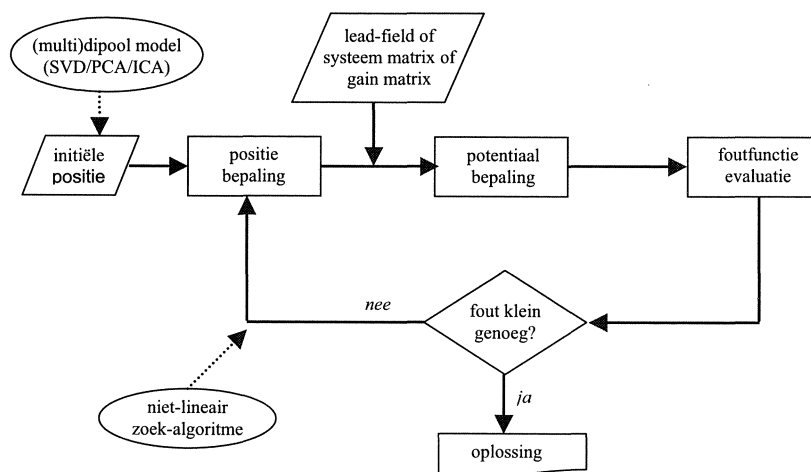 (multi)dipool model
(SVD/PCA/ICA)
lead-field of
systeem matrix of
gain matrix
initiële
positie
positie
bepaling
potentiaal
bepaling
foutfunctie
evaluatie
nee
fout klein
genoeg?
ja
niet-lineair
zoek-algoritme
oplossing